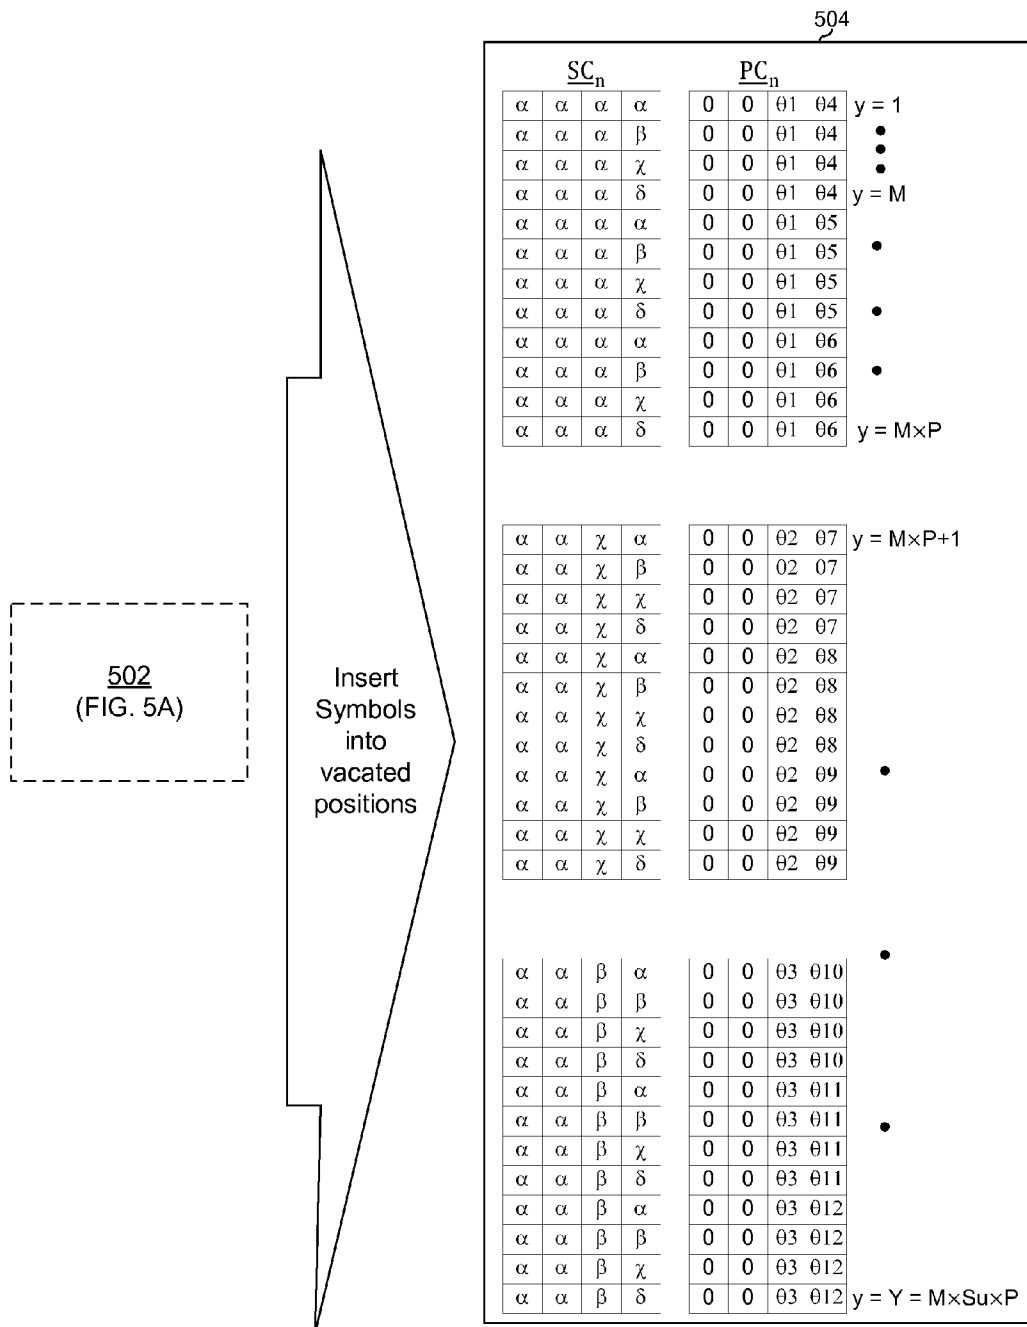 504
SCn PCn
α α α α 0 0 θ1 θ4 y = 1
α α α β 0 0 θ1 θ4
α α α χ 0 0 θ1 θ4
α α α δ 0 0 θ1 θ4 y = M
α α α α 0 0 θ1 θ5
α α α β 0 0 θ1 θ5
α α α χ 0 0 θ1 θ5
α α α δ 0 0 θ1 θ5
α α α α 0 0 θ1 θ6
α α α β 0 0 θ1 θ6
α α α χ 0 0 θ1 θ6
α α α δ 0 0 θ1 θ6 y = M×P
α α χ α 0 0 θ2 θ7 y = M×P+1
α α χ β 0 0 θ2 θ7
α α χ χ 0 0 θ2 θ7
α α χ δ 0 0 θ2 θ7
α α χ α 0 0 θ2 θ8
α α χ β 0 0 θ2 θ8
α α χ χ 0 0 θ2 θ8
α α χ δ 0 0 θ2 θ8
α α χ α 0 0 θ2 θ9
α α χ β 0 0 θ2 θ9
α α χ χ 0 0 θ2 θ9
α α χ δ 0 0 θ2 θ9
α α β α 0 0 θ3 θ10
α α β β 0 0 θ3 θ10
α α β χ 0 0 θ3 θ10
α α β δ 0 0 θ3 θ10
α α β α 0 0 θ3 θ11
α α β β 0 0 θ3 θ11
α α β χ 0 0 θ3 θ11
α α β δ 0 0 θ3 θ11
α α β α 0 0 θ3 θ12
α α β β 0 0 θ3 θ12
α α β χ 0 0 θ3 θ12
α α β δ 0 0 θ3 θ12 y = Y = M×Su×P
502
(FIG. 5A)
Insert
Symbols
into
vacated
positions